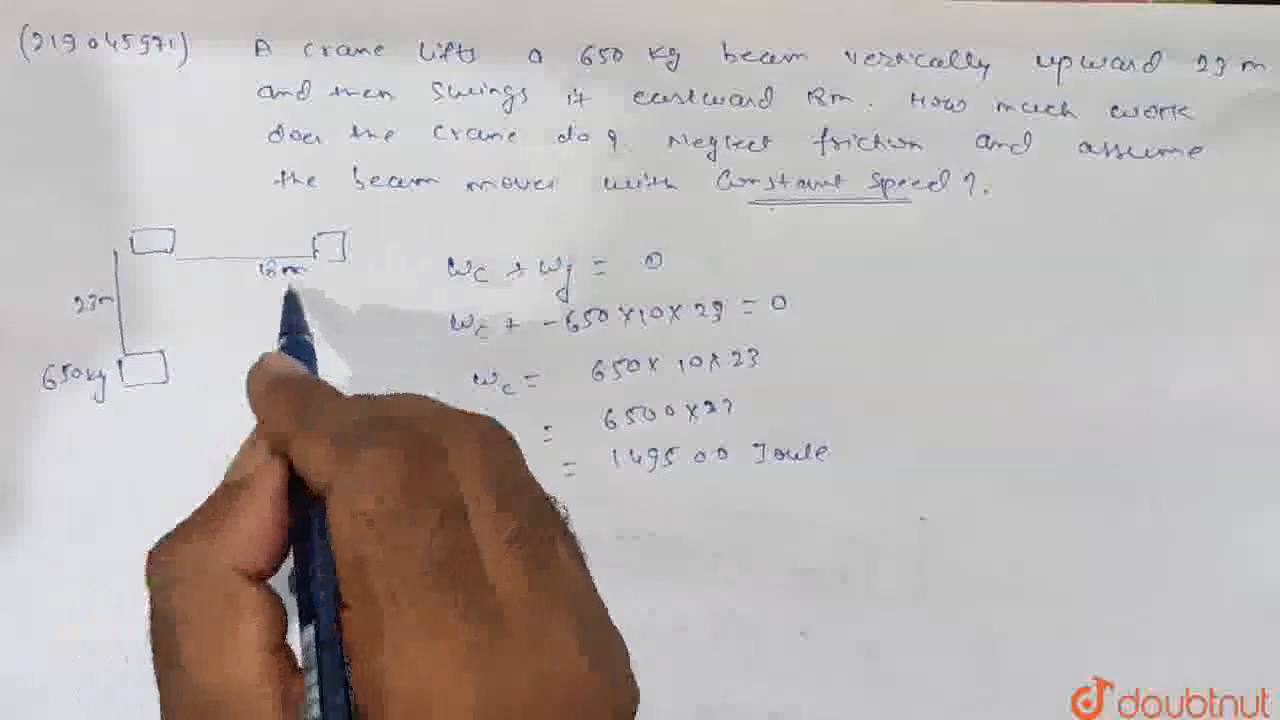 (219045971) A crane lifts a 650 kg beam vertically upward 23 m
and then swings it eastward 18m. How much work
does the crane do? Neglect friction and assume
the beam moves with constant speed?.
18m
23m
650kg
Wc + Wg = 0
Wc + -650×10×23 = 0
Wc = 650×10×23
= 6500×23
= 149500 Joule
doubtnut